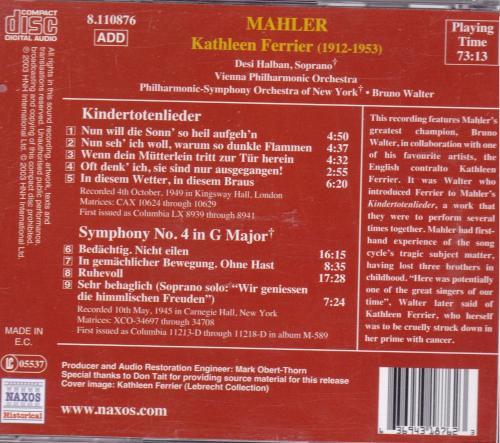 COMPACT
disc
DIGITAL AUDIO
8.110876
ADD
MAHLER
Kathleen Ferrier (1912-1953)
Desi Halban, Soprano†
Vienna Philharmonic Orchestra
Philharmonic-Symphony Orchestra of New York† • Bruno Walter
Playing
Time
73:13
All rights in this sound recording, artwork, texts and
translations reserved. Unauthorised public performance,
broadcasting and copying of this compact disc prohibited.
℗ 2003 HNH International Ltd. © 2003 HNH International Ltd.
Kindertotenlieder
1 Nun will die Sonn' so heil aufgeh'n 4:50
2 Nun seh' ich woll, warum so dunkle Flammen 4:37
3 Wenn dein Mütterlein tritt zur Tür herein 4:32
4 Oft denk' ich, sie sind nur ausgegangen! 2:55
5 In diesem Wetter, in diesem Braus 6:20
Recorded 4th October, 1949 in Kingsway Hall, London
Matrices: CAX 10624 through 10629
First issued as Columbia LX 8939 through 8941
Symphony No. 4 in G Major†
6 Bedächtig. Nicht eilen 16:15
7 In gemächlicher Bewegung. Ohne Hast 8:35
8 Ruhevoll 17:28
9 Sehr behaglich (Soprano solo: "Wir geniessen
die himmlischen Freuden") 7:24
Recorded 10th May, 1945 in Carnegie Hall, New York
Matrices: XCO-34697 through 34708
First issued as Columbia 11213-D through 11218-D in album M-589
This recording features Mahler's
greatest champion, Bruno
Walter, in collaboration with one
of his favourite artists, the
English contralto Kathleen
Ferrier. It was Walter who
introduced Ferrier to Mahler's
Kindertotenlieder, a work that
they were to perform several
times together. Mahler had first-
hand experience of the song
cycle's tragic subject matter,
having lost three brothers in
childhood. "Here was potentially
one of the great singers of our
time". Walter later said of
Kathleen Ferrier, who herself
was to be cruelly struck down in
her prime with cancer.
MADE IN
E.C.
LC 05537
NAXOS
Historical
Producer and Audio Restoration Engineer: Mark Obert-Thorn
Special thanks to Don Tait for providing source material for this release
Cover image: Kathleen Ferrier (Lebrecht Collection)
www.naxos.com
6 36943 18762 3